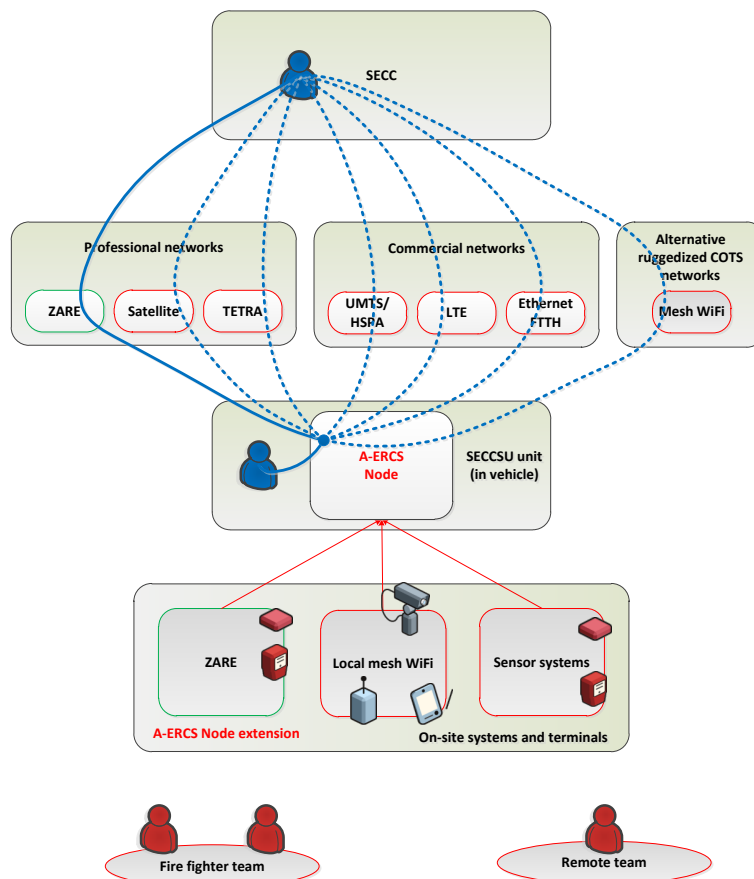 SECC
Professional networks
ZARE
Satellite
TETRA
Commercial networks
UMTS/
HSPA
LTE
Ethernet
FTTH
Alternative
ruggedized COTS
networks
Mesh WiFi
A-ERCS
Node
SECCSU unit
(in vehicle)
ZARE
Local mesh WiFi
Sensor systems
A-ERCS Node extension
On-site systems and terminals
Fire fighter team
Remote team